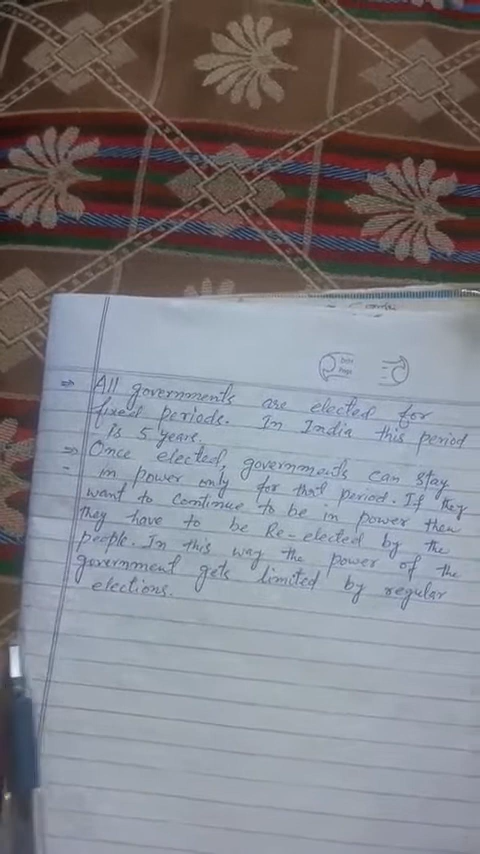 Date
Page
⇒ All governments are elected for
fixed periods. In India this period
is 5 years.
⇒ Once elected, governments can stay
in power only for that period. If they
want to continue to be in power then
they have to be Re-elected by the
people. In this way the power of the
government gets limited by regular
elections.